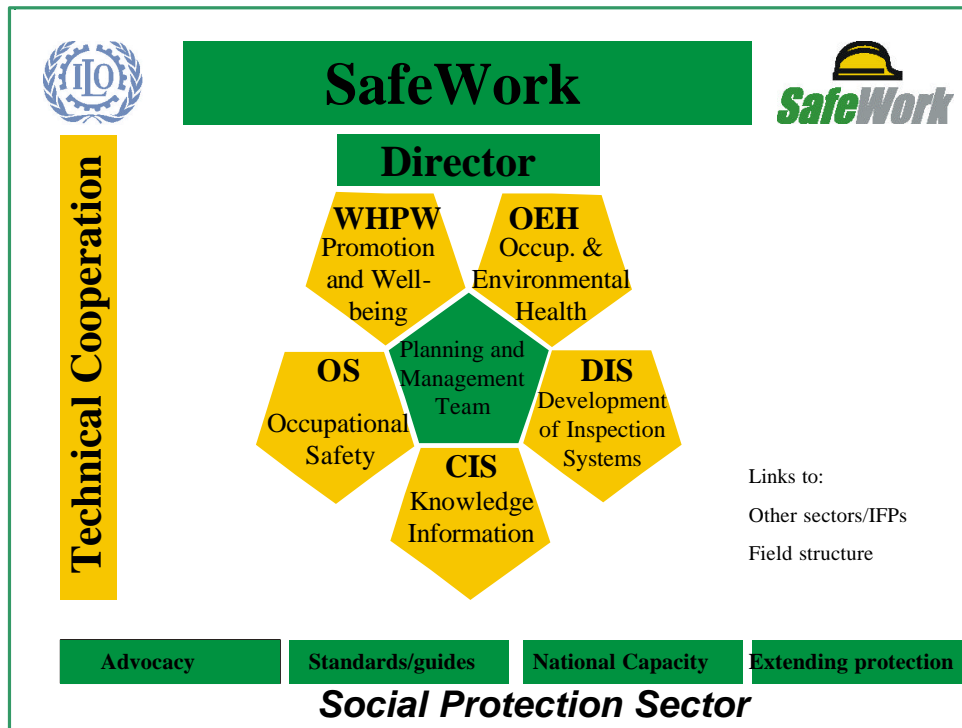 ILO
SafeWork
SafeWork
Director
Technical Cooperation
WHPW
Promotion
and Well-
being
OEH
Occup. &
Environmental
Health
Planning and
Management
Team
OS
Occupational
Safety
DIS
Development
of Inspection
Systems
CIS
Knowledge
Information
Links to:
Other sectors/IFPs
Field structure
Advocacy
Standards/guides
National Capacity
Extending protection
Social Protection Sector